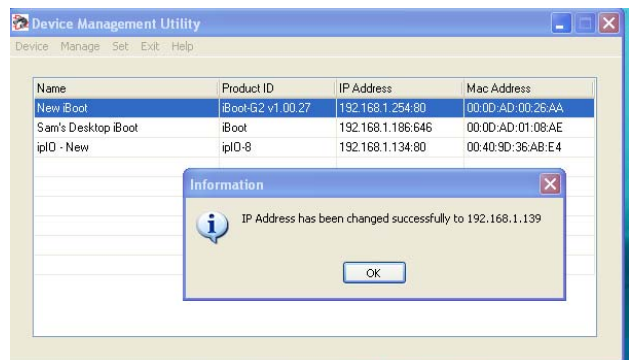 Device Management Utility
Device Manage Set Exit Help
Name Product ID IP Address Mac Address
New iBoot iBoot-G2 v1.00.27 192.168.1.254:80 00:0D:AD:00:26:AA
Sam's Desktop iBoot iBoot 192.168.1.186:646 00:0D:AD:01:08:AE
ipIO - New ipIO-8 192.168.1.134:80 00:40:9D:36:AB:E4
Information
IP Address has been changed successfully to 192.168.1.139
OK